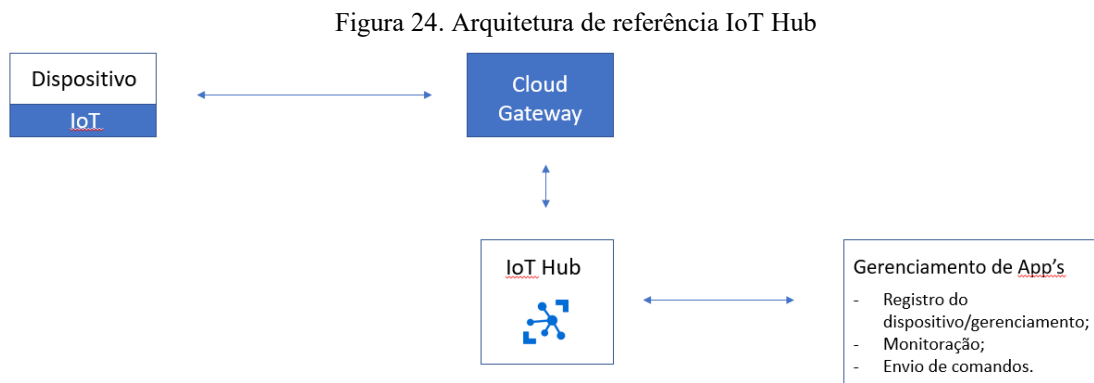 Figura 24. Arquitetura de referência IoT Hub
Dispositivo
IoT
Cloud
Gateway
IoT Hub
Gerenciamento de App's
- Registro do
dispositivo/gerenciamento;
- Monitoração;
- Envio de comandos.